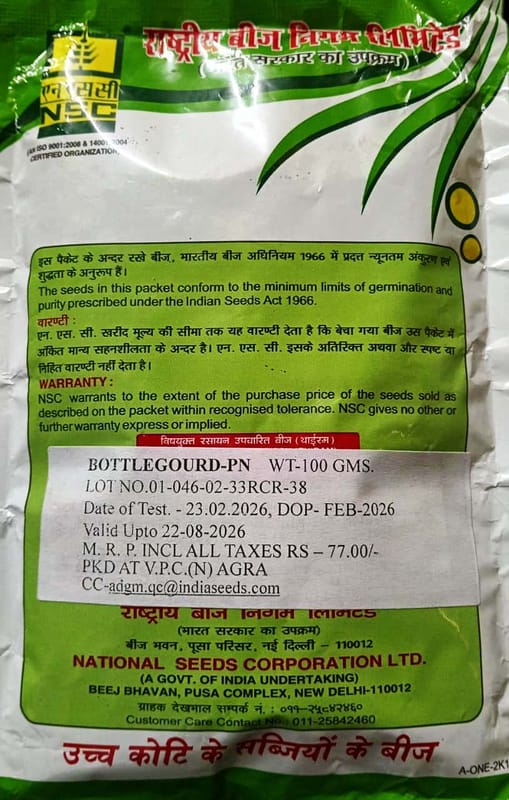 राष्ट्रीय बीज निगम लिमिटेड
सरकार का उपक्रम)
एन एस सी
NSC
ISO 9001:2008 &
CERTIFIED ORGANIZATION
इस पैकेट के अन्दर रखे बीज, भारतीय बीज अधिनियम 1966 में प्रदत्त न्यूनतम अंकुरण एवं
शुद्धता के अनुरूप हैं।
The seeds in this packet conform to the minimum limits of germination and
purity prescribed under the Indian Seeds Act 1966.
वारण्टी :
एन. एस. सी. खरीद मूल्य की सीमा तक यह वारण्टी देता है कि बेचा गया बीज उस पैकेट में
अंकित मान्य सहनशीलता के अन्दर है। एन. एस. सी. इसके अतिरिक्त अथवा और स्पष्ट या
निहित वारण्टी नहीं देता है।
WARRANTY :
NSC warrants to the extent of the purchase price of the seeds sold as
described on the packet within recognised tolerance. NSC gives no other or
further warranty express or implied.
विषयुक्त रसायन उपचारित बीज (थाईरम)
BOTTLEGOURD-PN WT-100 GMS.
LOT NO.01-046-02-33RCR-38
Date of Test. - 23.02.2026, DOP- FEB-2026
Valid Upto 22-08-2026
M. R. P. INCL ALL TAXES RS – 77.00/-
PKD AT V.P.C.(N) AGRA
CC-adgm.qc@indiaseeds.com
राष्ट्रीय बीज निगम लिमिटेड
(भारत सरकार का उपक्रम)
बीज भवन, पूसा परिसर, नई दिल्ली – 110012
NATIONAL SEEDS CORPORATION LTD.
(A GOVT. OF INDIA UNDERTAKING)
BEEJ BHAVAN, PUSA COMPLEX, NEW DELHI-110012
ग्राहक देखभाल सम्पर्क नं. : ०११-२५८४२४६०
Customer Care Contact No.: 011-25842460
उच्च कोटि के सब्जियों के बीज
A-ONE-2K1